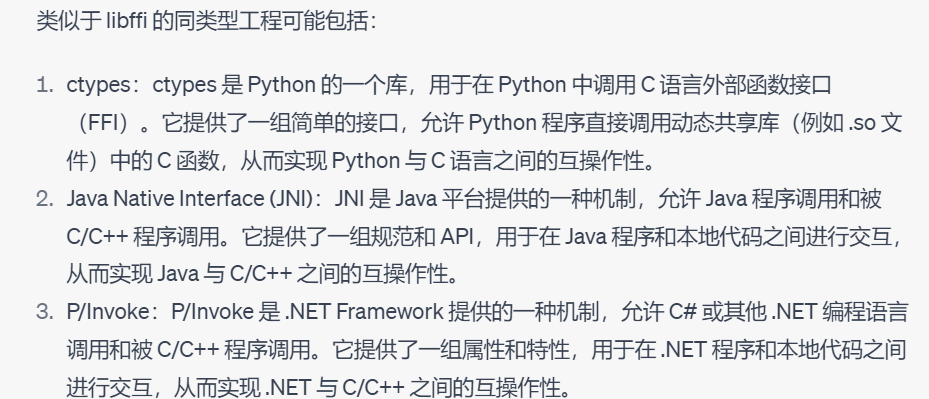 类似于 libffi 的同类型工程可能包括：
1. ctypes：ctypes 是 Python 的一个库，用于在 Python 中调用 C 语言外部函数接口
（FFI）。它提供了一组简单的接口，允许 Python 程序直接调用动态共享库（例如 .so 文
件）中的 C 函数，从而实现 Python 与 C 语言之间的互操作性。
2. Java Native Interface (JNI)：JNI 是 Java 平台提供的一种机制，允许 Java 程序调用和被
C/C++ 程序调用。它提供了一组规范和 API，用于在 Java 程序和本地代码之间进行交互，
从而实现 Java 与 C/C++ 之间的互操作性。
3. P/Invoke：P/Invoke 是 .NET Framework 提供的一种机制，允许 C# 或其他 .NET 编程语言
调用和被 C/C++ 程序调用。它提供了一组属性和特性，用于在 .NET 程序和本地代码之间
进行交互，从而实现 .NET 与 C/C++ 之间的互操作性。